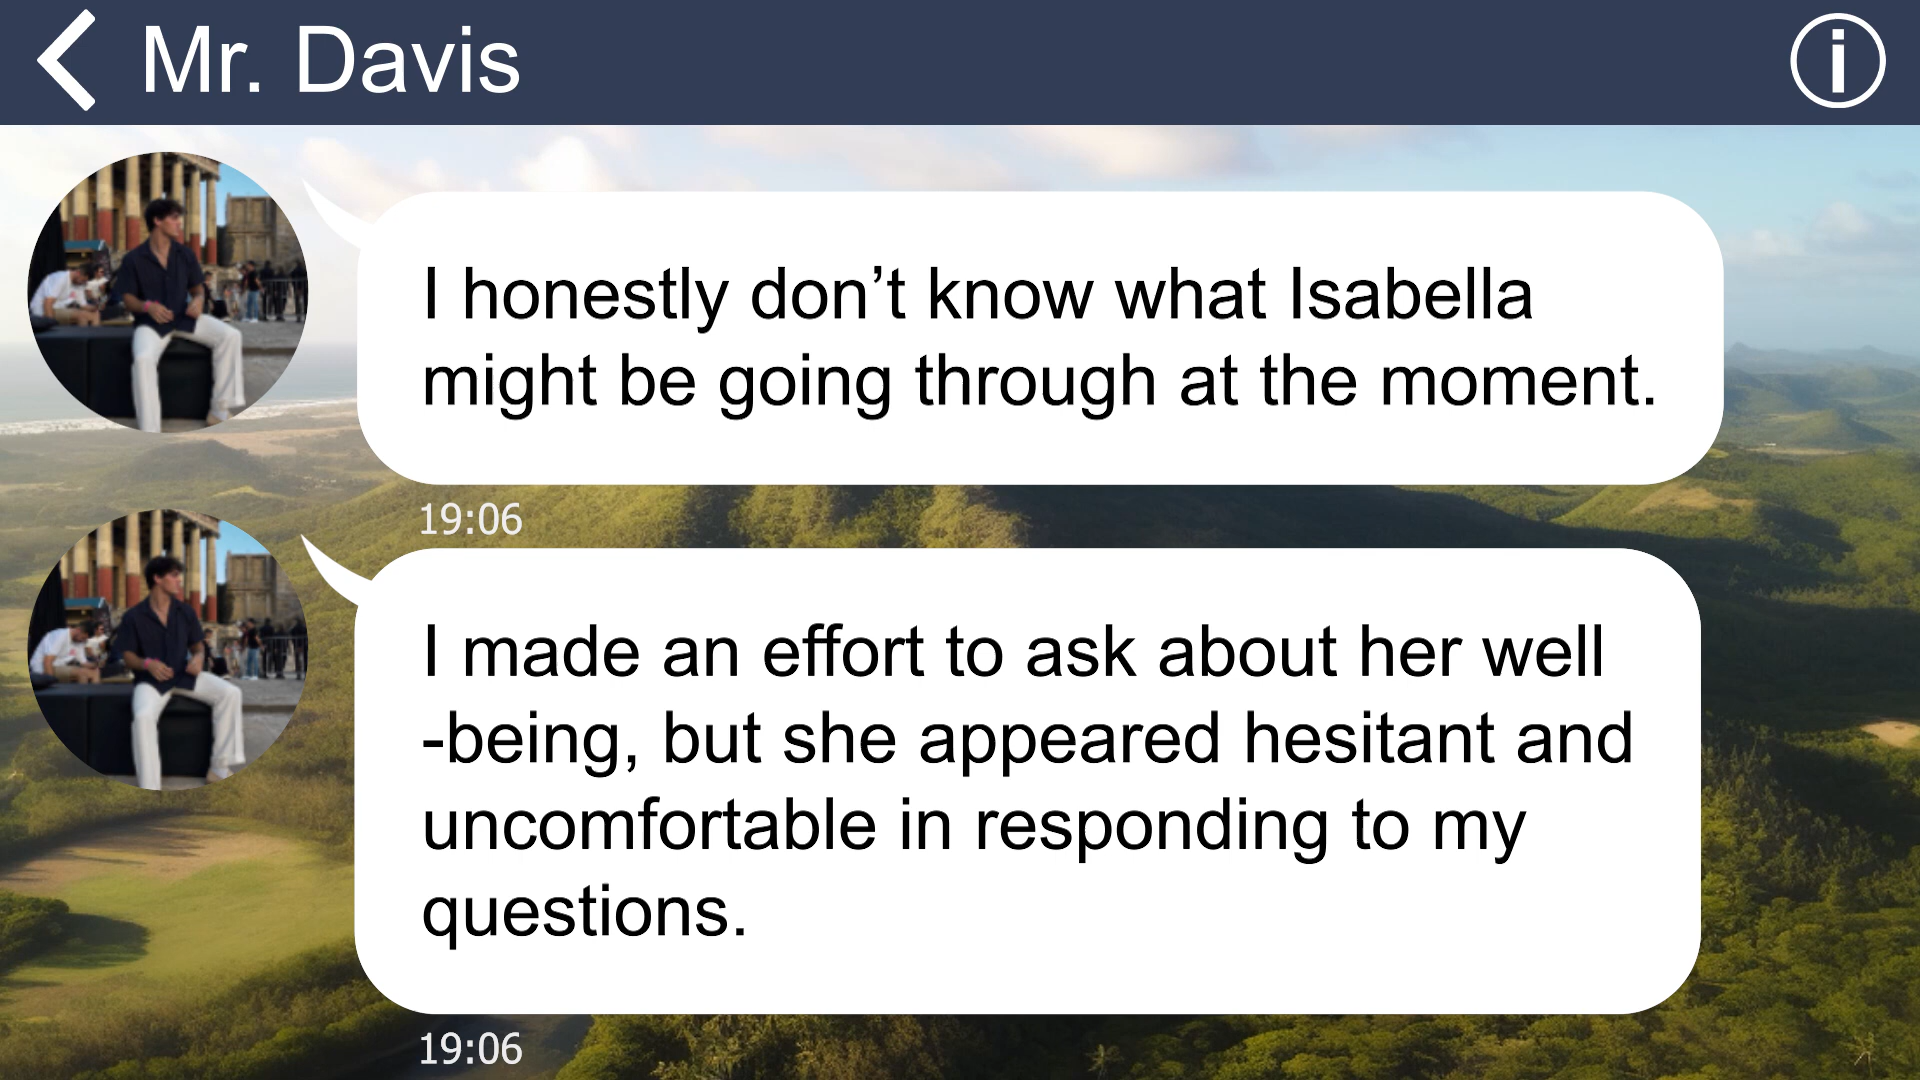 Mr. Davis
I honestly don’t know what Isabella
might be going through at the moment.
19:06
I made an effort to ask about her well
-being, but she appeared hesitant and
uncomfortable in responding to my
questions.
19:06